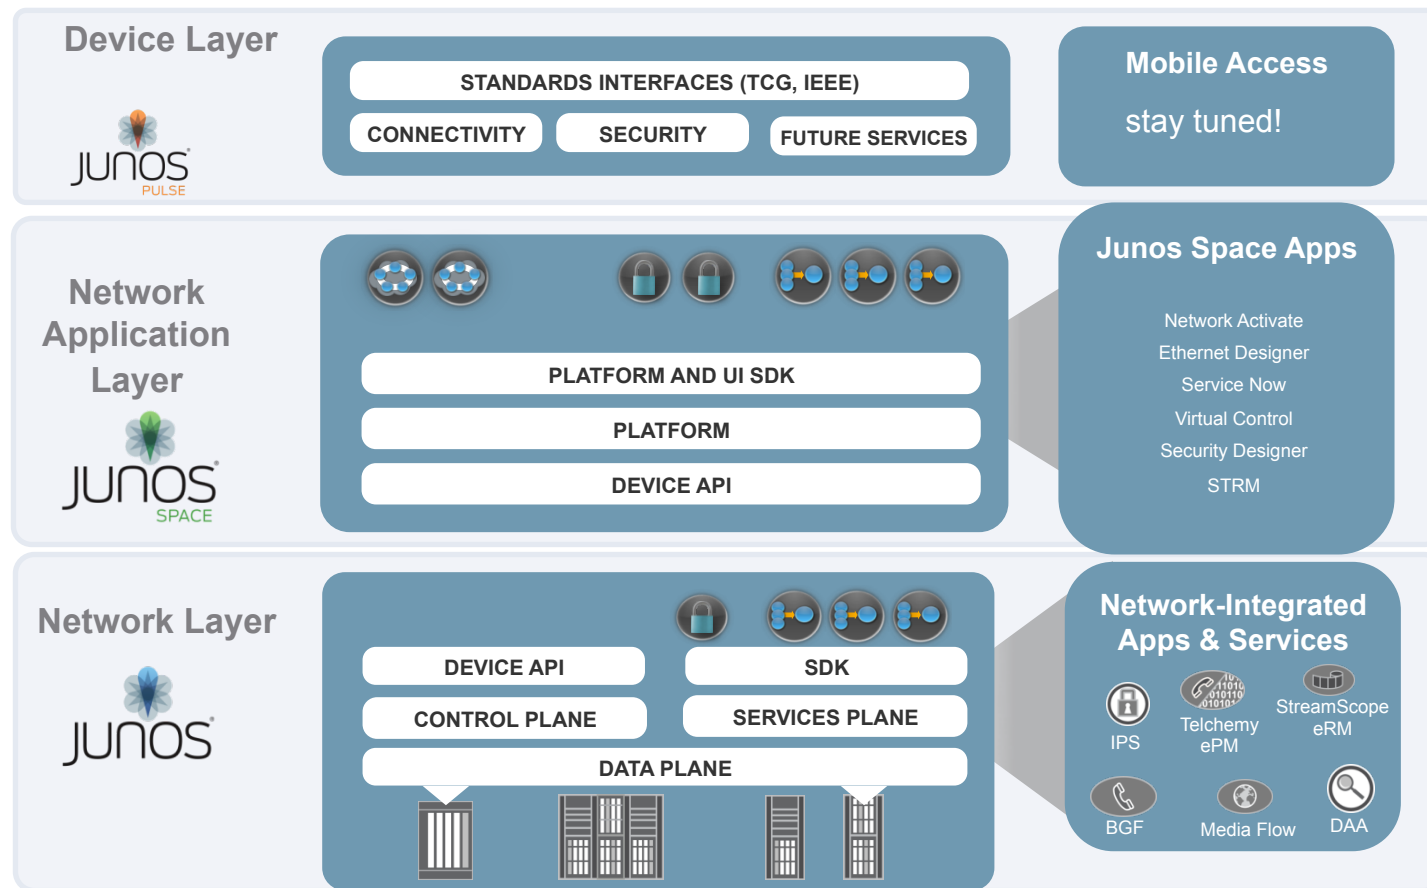 Device Layer
JUNOS
PULSE
STANDARDS INTERFACES (TCG, IEEE)
CONNECTIVITY
SECURITY
FUTURE SERVICES
Mobile Access
stay tuned!
Network
Application
Layer
JUNOS
SPACE
PLATFORM AND UI SDK
PLATFORM
DEVICE API
Junos Space Apps
Network Activate
Ethernet Designer
Service Now
Virtual Control
Security Designer
STRM
Network Layer
JUNOS
DEVICE API
SDK
CONTROL PLANE
SERVICES PLANE
DATA PLANE
Network-Integrated
Apps & Services
IPS
Telchemy
ePM
StreamScope
eRM
BGF
Media Flow
DAA